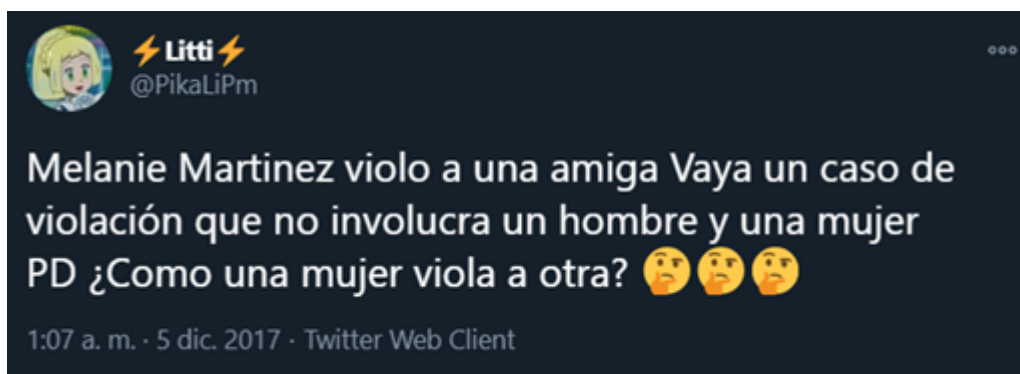 ⚡Litti⚡
@PikaLiPm
Melanie Martinez violo a una amiga Vaya un caso de
violación que no involucra un hombre y una mujer
PD ¿Como una mujer viola a otra? 🤔🤔🤔
1:07 a. m. · 5 dic. 2017 · Twitter Web Client